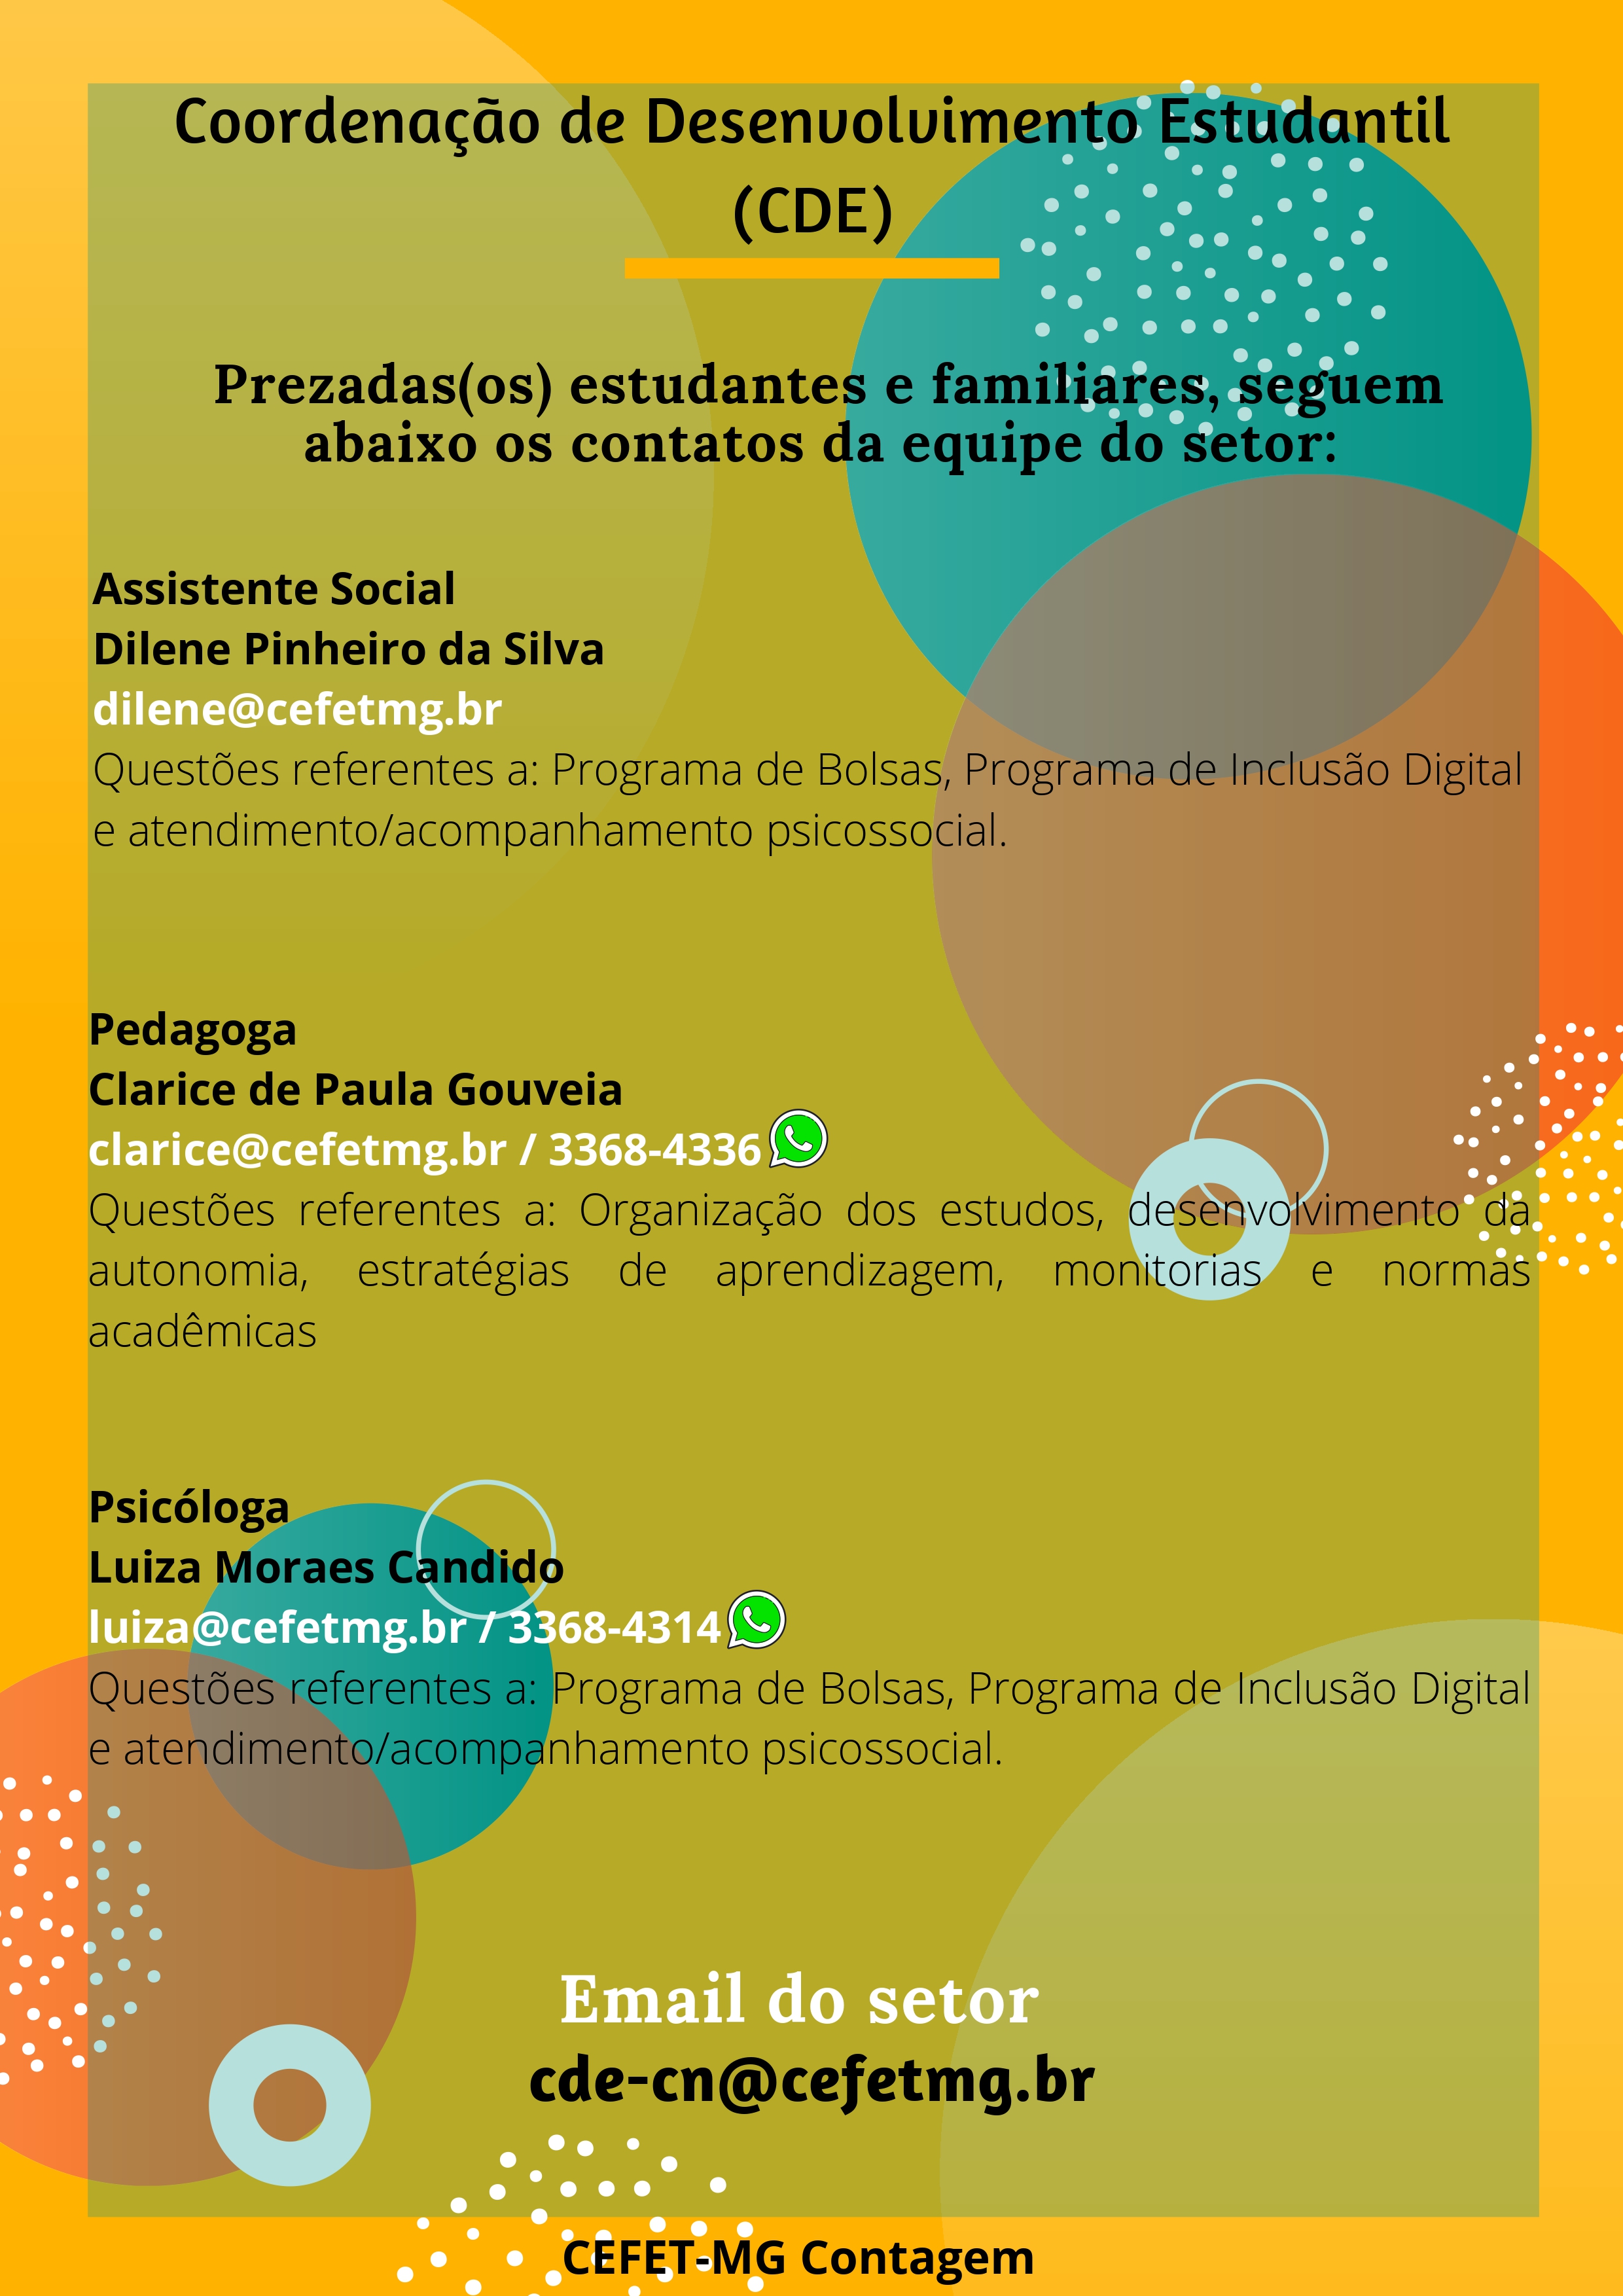 Coordenação de Desenvolvimento Estudantil
(CDE)
Prezadas(os) estudantes e familiares, seguem
abaixo os contatos da equipe do setor:
Assistente Social
Dilene Pinheiro da Silva
dilene@cefetmg.br
Questões referentes a: Programa de Bolsas, Programa de Inclusão Digital
e atendimento/acompanhamento psicossocial.
Pedagoga
Clarice de Paula Gouveia
clarice@cefetmg.br / 3368-4336
Questões referentes a: Organização dos estudos, desenvolvimento da
autonomia, estratégias de aprendizagem, monitorias e normas
acadêmicas
Psicóloga
Luiza Moraes Candido
luiza@cefetmg.br / 3368-4314
Questões referentes a: Programa de Bolsas, Programa de Inclusão Digital
e atendimento/acompanhamento psicossocial.
Email do setor
cde-cn@cefetmg.br
CEFET-MG Contagem